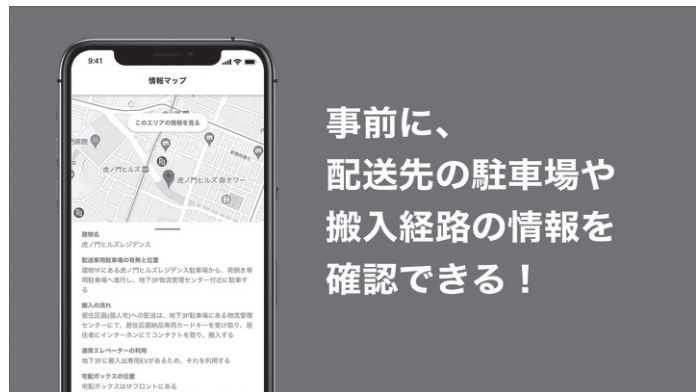 9:41
情報マップ
このエリアの情報を見る
虎ノ門ヒルズ
虎ノ門ヒルズ 森タワー
建物名
虎ノ門ヒルズレジデンス
配送車用駐車場の有無と位置
建物1Fにある虎ノ門ヒルズレジデンス駐車場から、荷捌き専
用駐車場へ進行し、地下3F物流管理センター付近に駐車す
る
搬入の流れ
居住区画(個人宅)への配送は、地下3F駐車場にある物流管理
センターにて、居住区画納品専用カードキーを受け取り、居
住者にインターホンにてコンタクトを取り、搬入する
通常エレベーターの利用
地下3Fに搬入出専用EVがあるため、それを利用する
宅配ボックスの位置
宅配ボックスは1Fフロントにある
事前に、
配送先の駐車場や
搬入経路の情報を
確認できる！